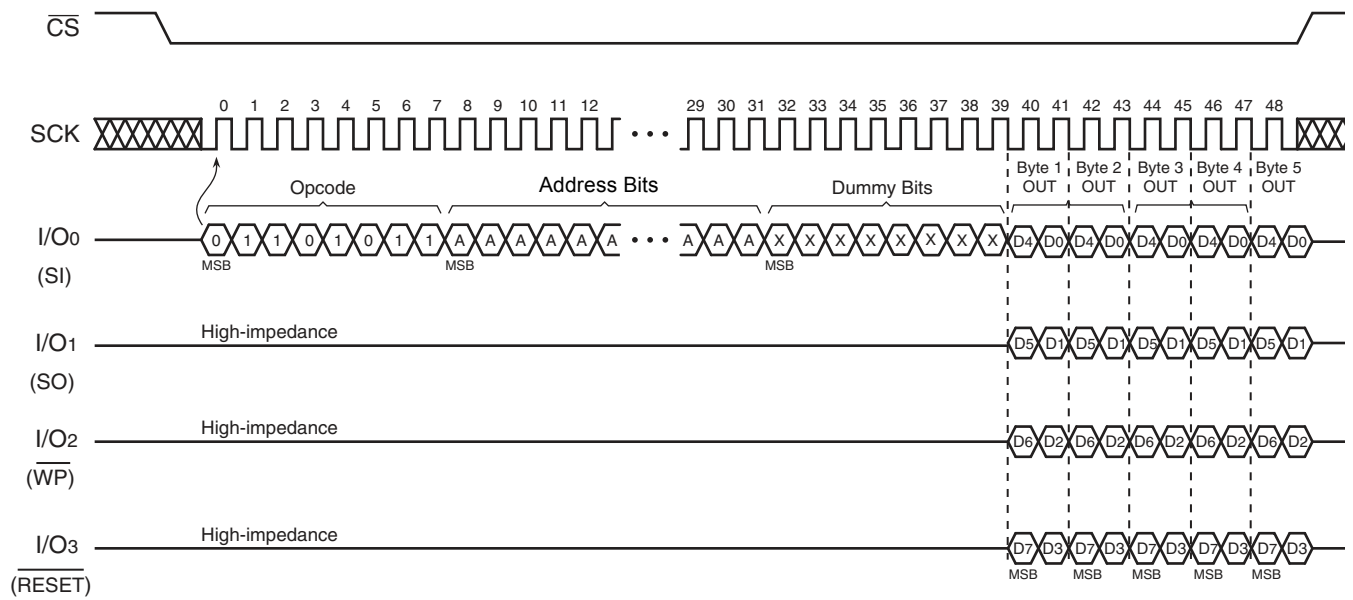 CS
0 1 2 3 4 5 6 7 8 9 10 11 12 29 30 31 32 33 34 35 36 37 38 39 40 41 42 43 44 45 46 47 48
SCK
Byte 1 Byte 2 Byte 3 Byte 4 Byte 5
OUT OUT OUT OUT OUT
Opcode Address Bits Dummy Bits
I/O0 0 1 1 0 1 0 1 1 A A A A A A A A A X X X X X X X X D4 D0 D4 D0 D4 D0 D4 D0 D4 D0
(SI) MSB MSB MSB
High-impedance
I/O1 D5 D1 D5 D1 D5 D1 D5 D1 D5 D1
(SO)
High-impedance
I/O2 D6 D2 D6 D2 D6 D2 D6 D2 D6 D2
(WP)
High-impedance
I/O3 D7 D3 D7 D3 D7 D3 D7 D3 D7 D3
(RESET) MSB MSB MSB MSB MSB